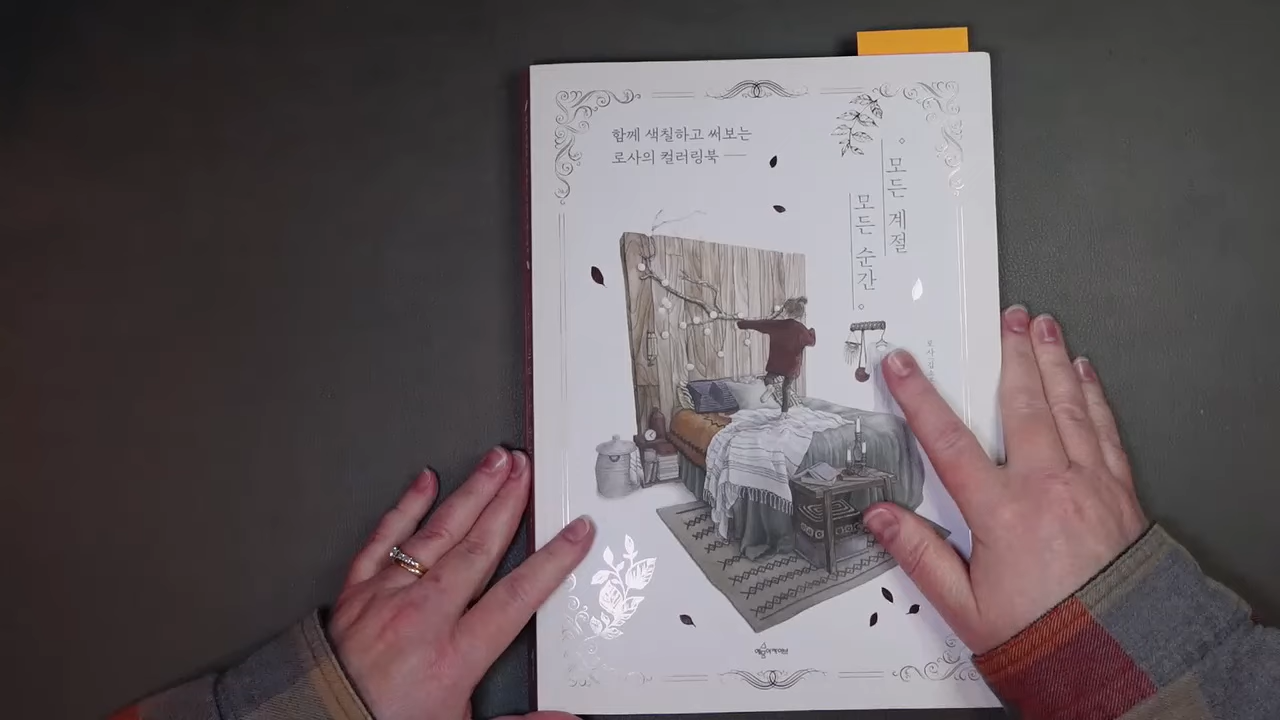 함께 색칠하고 써보는
로사의 컬러링북
모든 계절
모든 순간